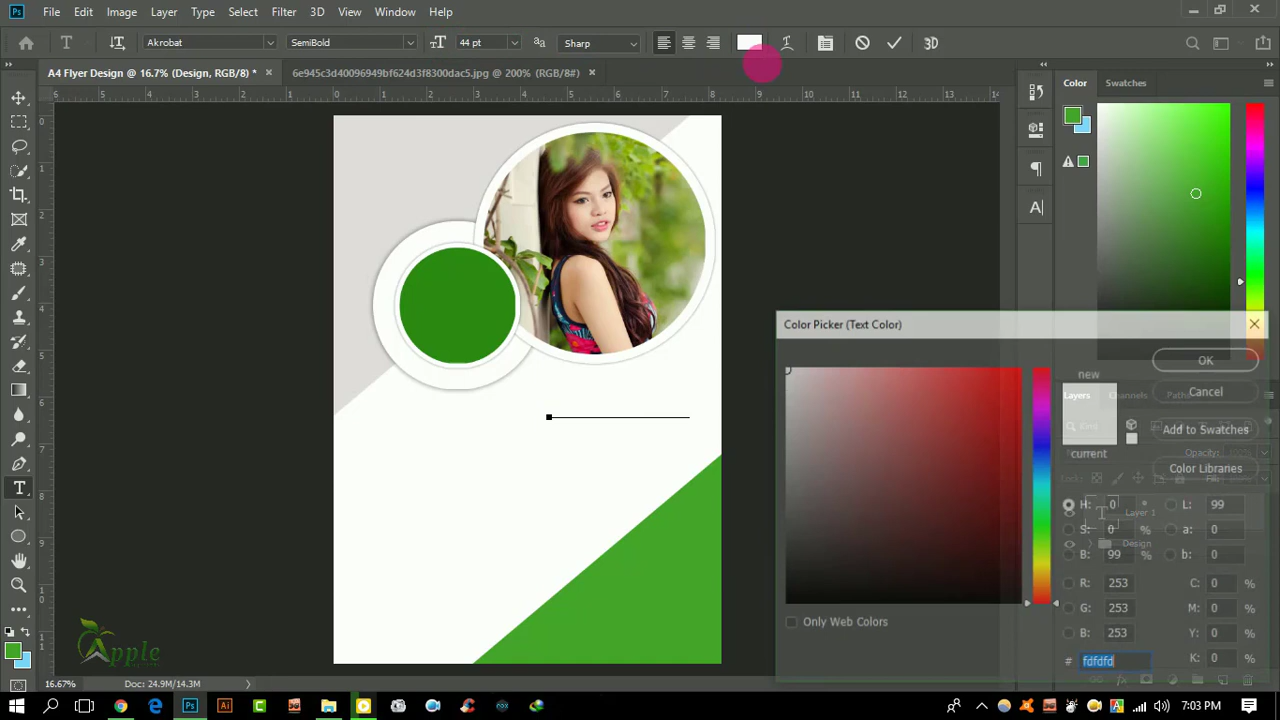 Ps File Edit Image Layer Type Select Filter 3D View Window Help
T Akrobat SemiBold 44 pt Sharp 3D
A4 Flyer Design @ 16.7% (Design, RGB/8) * × 6e945c3d40096949bf624d3f8300dac5.jpg @ 200% (RGB/8#) ×
Color Swatches
Color Picker (Text Color)
new
OK
Cancel
Layers Channels Paths
Add to Swatches
current
Opacity:
Color Libraries
H: 0 L: 99
Layer 1
S: 0 % a: 0
Design
B: 99 % b: 0
R: 253 C: 0 %
G: 253 M: 0 %
Only Web Colors
B: 253 Y: 0 %
# fdfdfd K: 0 %
Apple
16.67% Doc: 24.9M/14.3M
7:03 PM